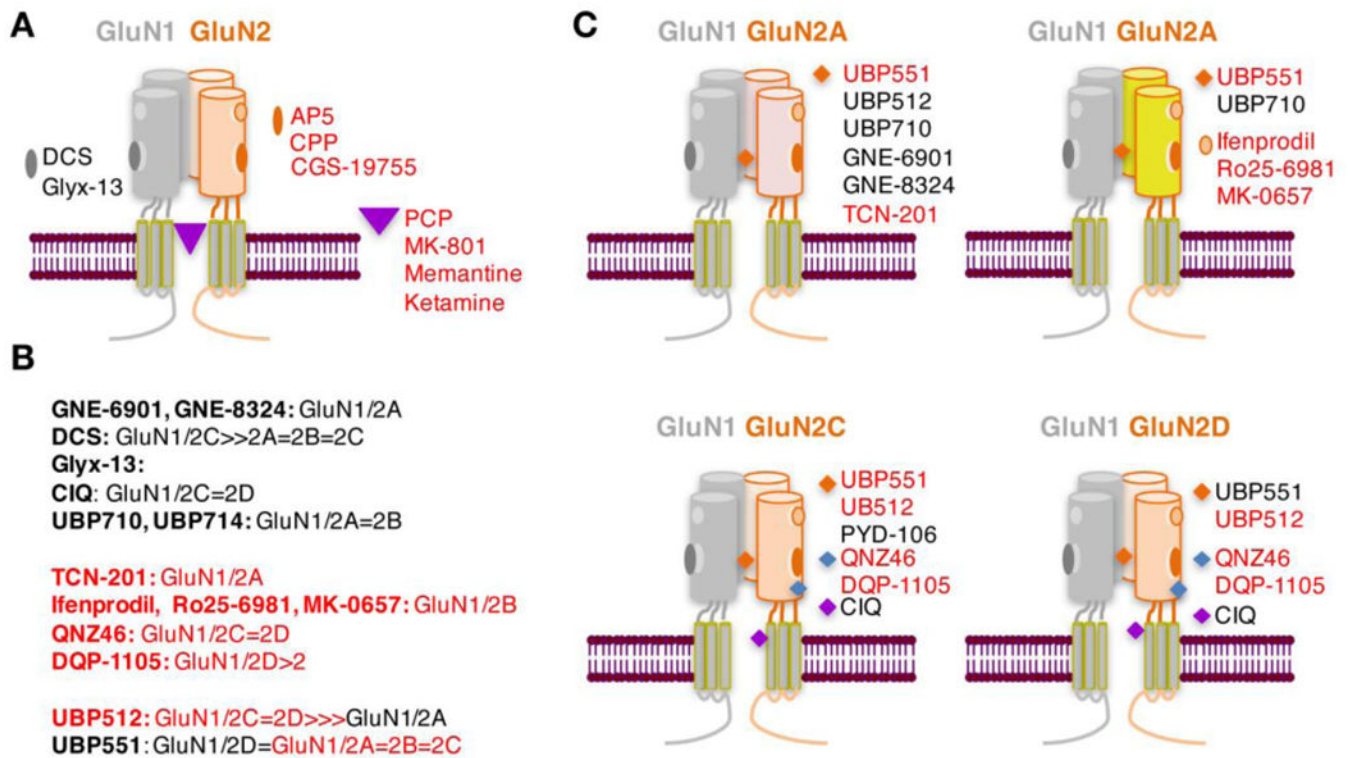 A
GluN1 GluN2
AP5
CPP
CGS-19755
DCS
Glyx-13
PCP
MK-801
Memantine
Ketamine
B
GNE-6901, GNE-8324: GluN1/2A
DCS: GluN1/2C>>2A=2B=2C
Glyx-13:
CIQ: GluN1/2C=2D
UBP710, UBP714: GluN1/2A=2B
TCN-201: GluN1/2A
Ifenprodil, Ro25-6981, MK-0657: GluN1/2B
QNZ46: GluN1/2C=2D
DQP-1105: GluN1/2D>2
UBP512: GluN1/2C=2D>>>GluN1/2A
UBP551: GluN1/2D=GluN1/2A=2B=2C
C
GluN1 GluN2A
UBP551
UBP512
UBP710
GNE-6901
GNE-8324
TCN-201
GluN1 GluN2A
UBP551
UBP710
Ifenprodil
Ro25-6981
MK-0657
GluN1 GluN2C
UBP551
UB512
PYD-106
QNZ46
DQP-1105
CIQ
GluN1 GluN2D
UBP551
UBP512
QNZ46
DQP-1105
CIQ